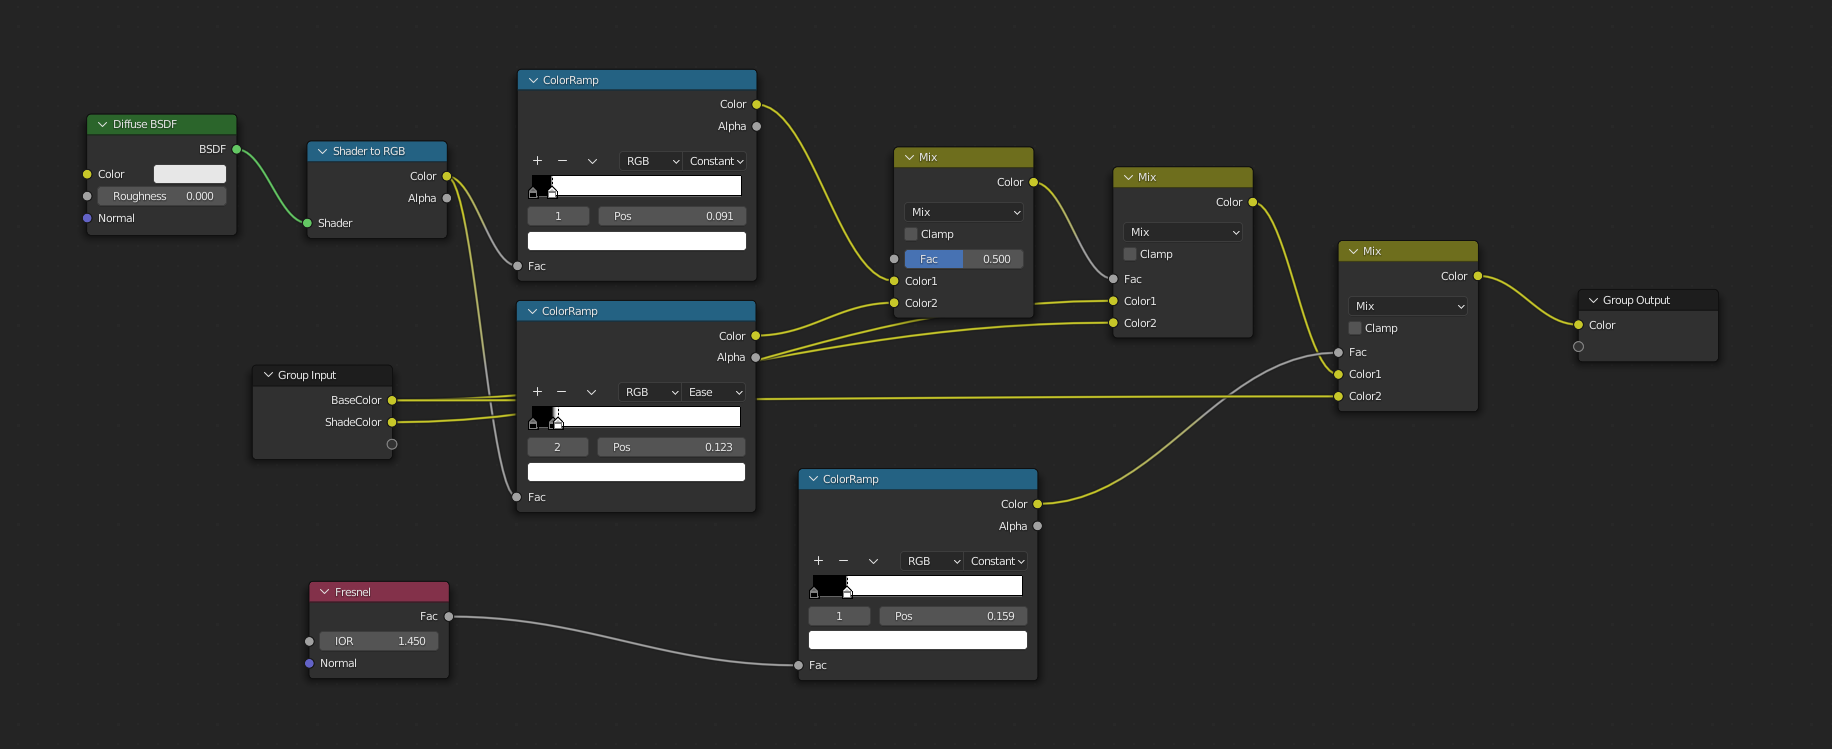 Diffuse BSDF
BSDF
Color
Roughness 0.000
Normal
Shader to RGB
Color
Alpha
Shader
ColorRamp
Color
Alpha
+ − RGB Constant
1 Pos 0.091
Fac
ColorRamp
Color
Alpha
+ − RGB Ease
2 Pos 0.123
Fac
Group Input
BaseColor
ShadeColor
Fresnel
Fac
IOR 1.450
Normal
ColorRamp
Color
Alpha
+ − RGB Constant
1 Pos 0.159
Fac
Mix
Color
Mix
Clamp
Fac 0.500
Color1
Color2
Mix
Color
Mix
Clamp
Fac
Color1
Color2
Mix
Color
Mix
Clamp
Fac
Color1
Color2
Group Output
Color